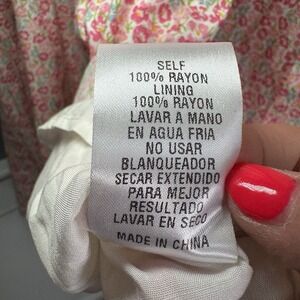 SELF
100% RAYON
LINING
100% RAYON
LAVAR A MANO
EN AGUA FRIA
NO USAR
BLANQUEADOR
SECAR EXTENDIDO
PARA MEJOR
RESULTADO
LAVAR EN SECO
MADE IN CHINA